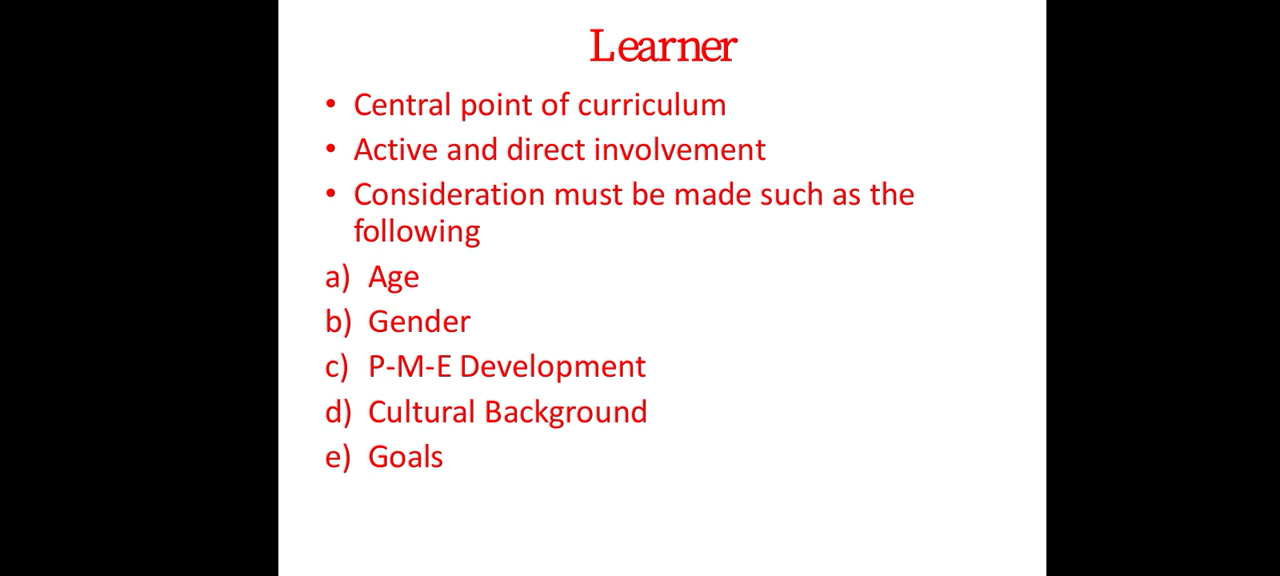 Learner
• Central point of curriculum
• Active and direct involvement
• Consideration must be made such as the
following
a) Age
b) Gender
c) P-M-E Development
d) Cultural Background
e) Goals